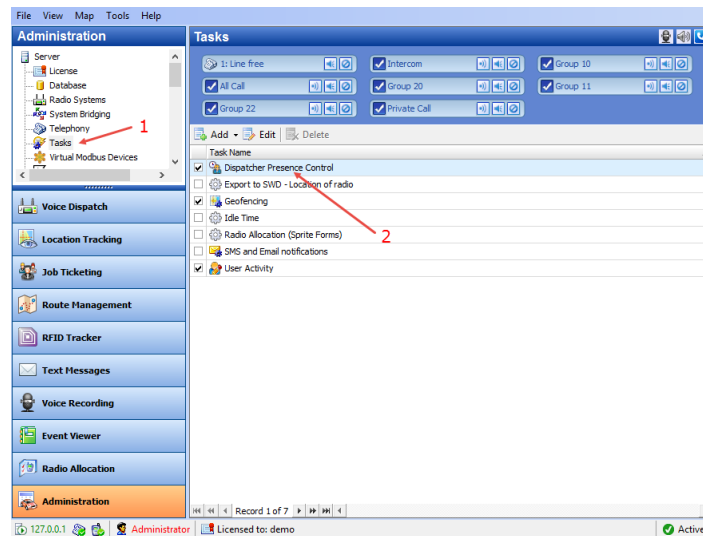 File View Map Tools Help
Administration
Tasks
Server
License
Database
Radio Systems
System Bridging
Telephony
Tasks
Virtual Modbus Devices
1
1: Line free
Intercom
Group 10
All Call
Group 20
Group 11
Group 22
Private Call
Add Edit Delete
Task Name
Dispatcher Presence Control
Export to SWD - Location of radio
Geofencing
Idle Time
Radio Allocation (Sprite Forms)
SMS and Email notifications
User Activity
2
Voice Dispatch
Location Tracking
Job Ticketing
Route Management
RFID Tracker
Text Messages
Voice Recording
Event Viewer
Radio Allocation
Administration
Record 1 of 7
127.0.0.1 Administrator Licensed to: demo Active